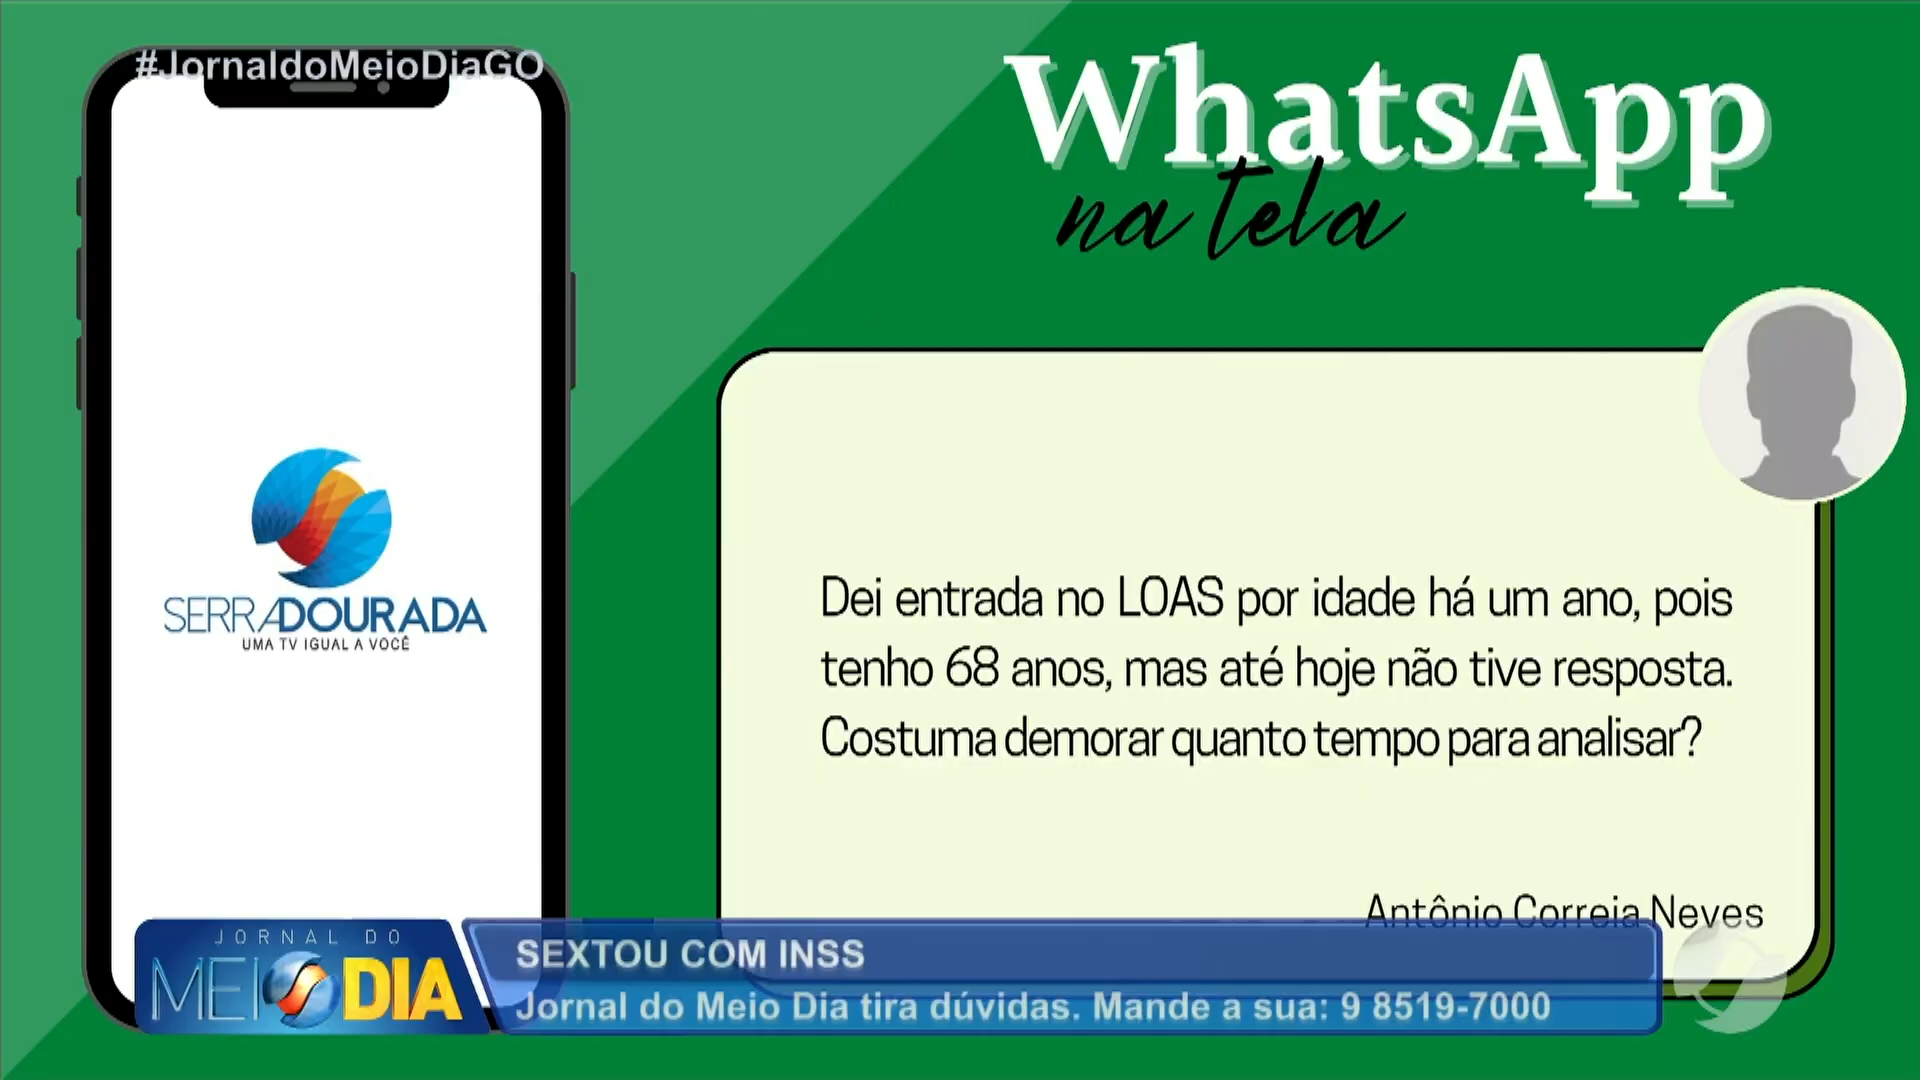 #JornaldoMeioDiaGO
WhatsApp
na tela
SERRADOURADA
UMA TV IGUAL A VOCÊ
Dei entrada no LOAS por idade há um ano, pois
tenho 68 anos, mas até hoje não tive resposta.
Costuma demorar quanto tempo para analisar?
Antônio Correia Neves
JORNAL DO
MEIO DIA
SEXTOU COM INSS
Jornal do Meio Dia tira dúvidas. Mande a sua: 9 8519-7000